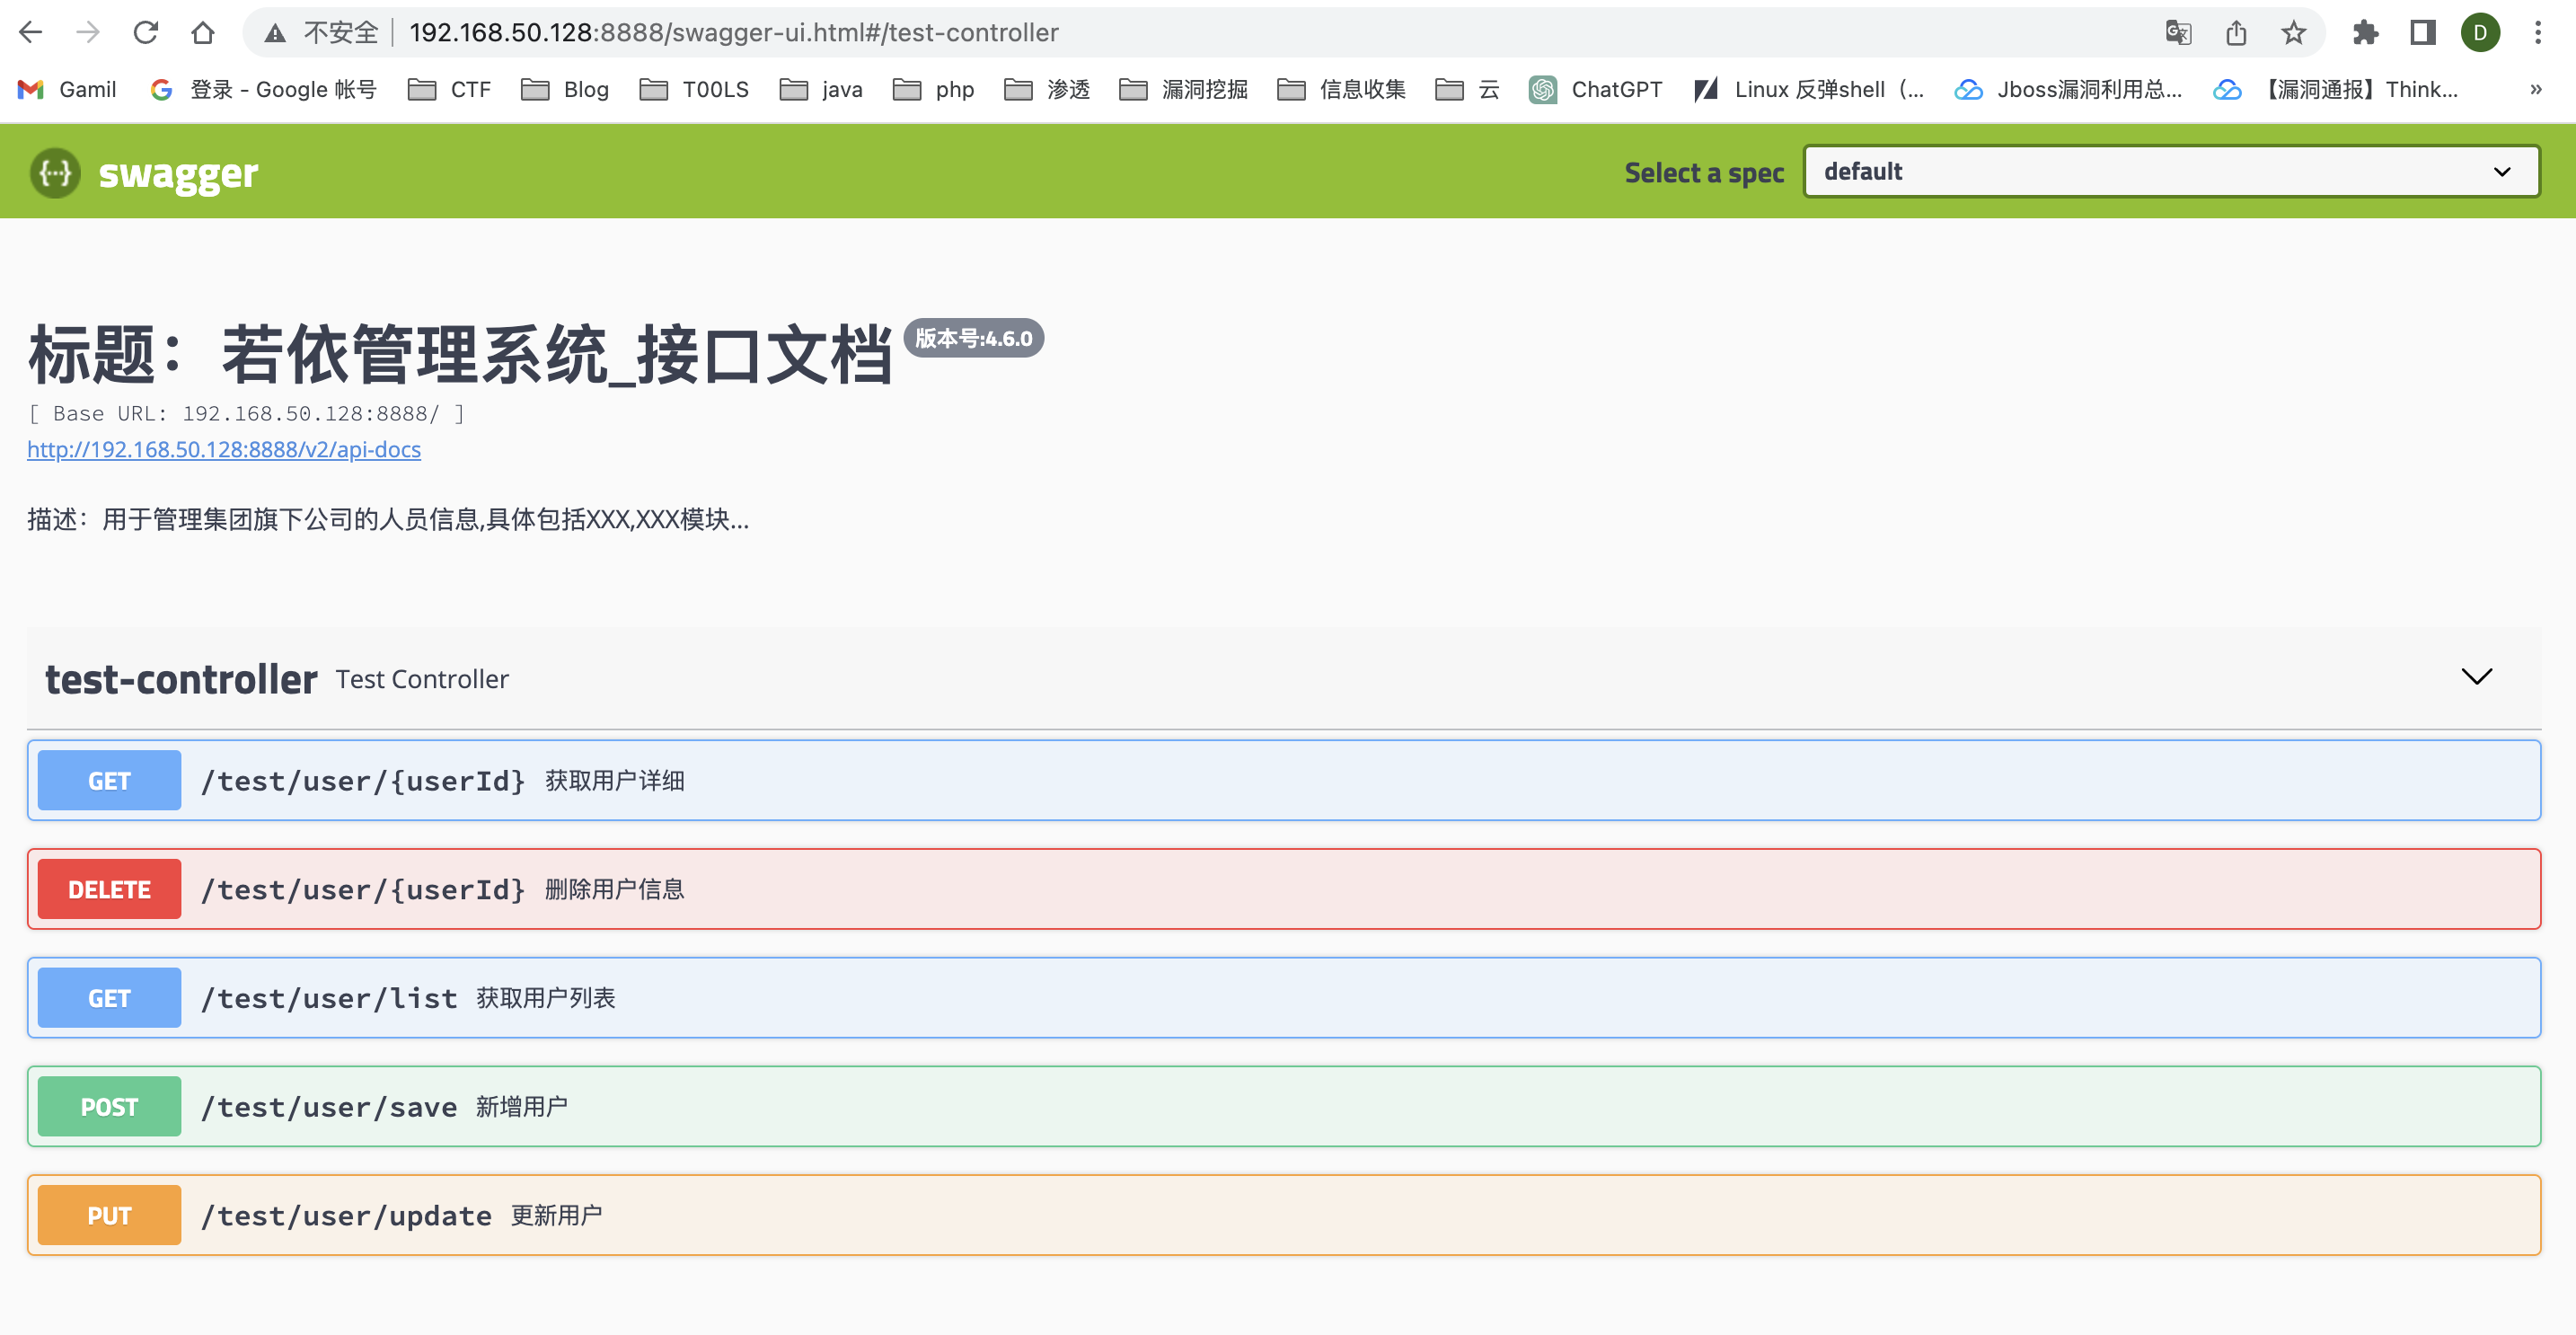 不安全 192.168.50.128:8888/swagger-ui.html#/test-controller D
Gamil 登录 - Google 帐号 CTF Blog T00LS java php 渗透 漏洞挖掘 信息收集 云 ChatGPT Linux 反弹shell（... Jboss漏洞利用总... 【漏洞通报】Think... »
{···} swagger Select a spec default
标题：若依管理系统_接口文档 版本号:4.6.0
[ Base URL: 192.168.50.128:8888/ ]
http://192.168.50.128:8888/v2/api-docs
描述：用于管理集团旗下公司的人员信息,具体包括XXX,XXX模块...
test-controller Test Controller
GET /test/user/{userId} 获取用户详细
DELETE /test/user/{userId} 删除用户信息
GET /test/user/list 获取用户列表
POST /test/user/save 新增用户
PUT /test/user/update 更新用户